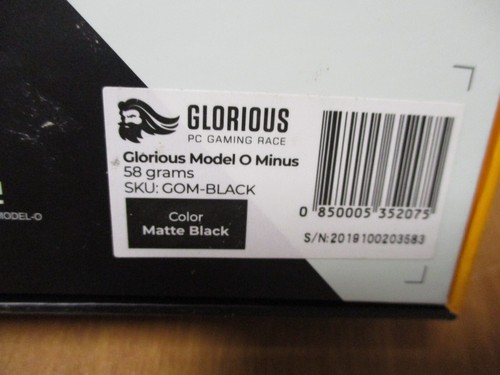 GLORIOUS
PC GAMING RACE
Glorious Model O Minus
58 grams
SKU: GOM-BLACK
Color
Matte Black
0 850005 352075
S/N:2019100203583
MODEL-O